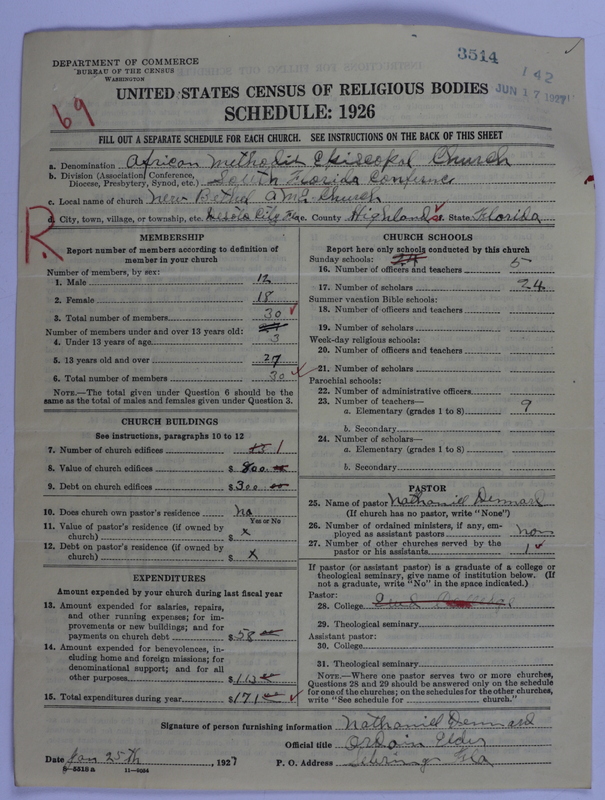 3514
142
JUN 17 1927
69
R.
DEPARTMENT OF COMMERCE
BUREAU OF THE CENSUS
WASHINGTON
UNITED STATES CENSUS OF RELIGIOUS BODIES
SCHEDULE: 1926
FILL OUT A SEPARATE SCHEDULE FOR EACH CHURCH. SEE INSTRUCTIONS ON THE BACK OF THIS SHEET
a. Denomination African Methodist Episcopal Church
b. Division (Association, Conference, Diocese, Presbytery, Synod, etc.) South Florida Conference
c. Local name of church New Bethel AME Church
d. City, town, village, or township, etc. City Fla e. County Highlands f. State Florida
MEMBERSHIP
Report number of members according to definition of
member in your church
Number of members, by sex:
1. Male 12
2. Female 18
3. Total number of members 30
Number of members under and over 13 years old:
4. Under 13 years of age 3
5. 13 years old and over 27
6. Total number of members 30
NOTE.—The total given under Question 6 should be the
same as the total of males and females given under Question 3.
CHURCH BUILDINGS
See instructions, paragraphs 10 to 12
7. Number of church edifices 1
8. Value of church edifices $ 800.00
9. Debt on church edifices $ 300.00
10. Does church own pastor's residence? No
Yes or No
11. Value of pastor's residence (if owned by
church) $ x
12. Debt on pastor's residence (if owned by
church) $ x
EXPENDITURES
Amount expended by your church during last fiscal year
13. Amount expended for salaries, repairs,
and other running expenses; for im-
provements or new buildings; and for
payments on church debt $ 58
14. Amount expended for benevolences, in-
cluding home and foreign missions; for
denominational support; and for all
other purposes $ 113
15. Total expenditures during year $ 171
CHURCH SCHOOLS
Report here only schools conducted by this church
Sunday schools:
16. Number of officers and teachers 5
17. Number of scholars 24
Summer vacation Bible schools:
18. Number of officers and teachers
19. Number of scholars
Week-day religious schools:
20. Number of officers and teachers
21. Number of scholars
Parochial schools:
22. Number of administrative officers
23. Number of teachers—
a. Elementary (grades 1 to 8) 9
b. Secondary
24. Number of scholars—
a. Elementary (grades 1 to 8)
b. Secondary
PASTOR
25. Name of pastor Nathaniel Dennard
(If church has no pastor, write "None")
26. Number of ordained ministers, if any, em-
ployed as assistant pastors non
27. Number of other churches served by the
pastor or his assistants 1
If pastor (or assistant pastor) is a graduate of a college or
theological seminary, give name of institution below. (If
not a graduate, write "No" in the space indicated.)
Pastor:
28. College
29. Theological seminary
Assistant pastor:
30. College
31. Theological seminary
NOTE.—Where one pastor serves two or more churches,
Questions 28 and 29 should be answered only on the schedule
for one of the churches; on the schedules for the other churches,
write "See schedule for church."
Signature of person furnishing information Nathaniel Dennard
Official title Ordain Elder
Date Jan 25th, 1927 P. O. Address Sebring Fla
8—5518 a 11—9094